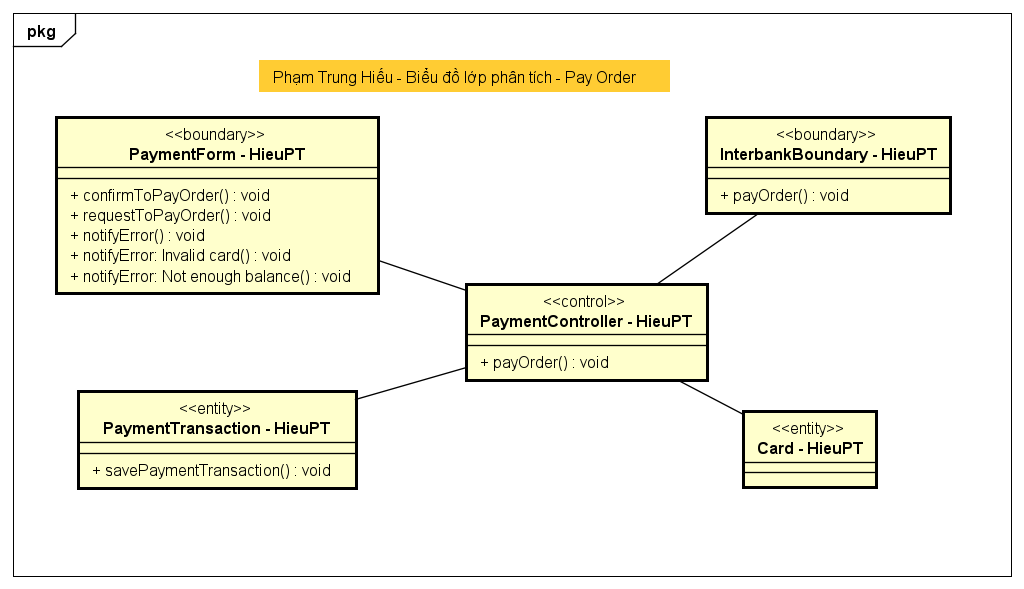 pkg
Phạm Trung Hiếu - Biểu đồ lớp phân tích - Pay Order
<<boundary>>
PaymentForm - HieuPT
+ confirmToPayOrder() : void
+ requestToPayOrder() : void
+ notifyError() : void
+ notifyError: Invalid card() : void
+ notifyError: Not enough balance() : void
<<boundary>>
InterbankBoundary - HieuPT
+ payOrder() : void
<<control>>
PaymentController - HieuPT
+ payOrder() : void
<<entity>>
PaymentTransaction - HieuPT
+ savePaymentTransaction() : void
<<entity>>
Card - HieuPT